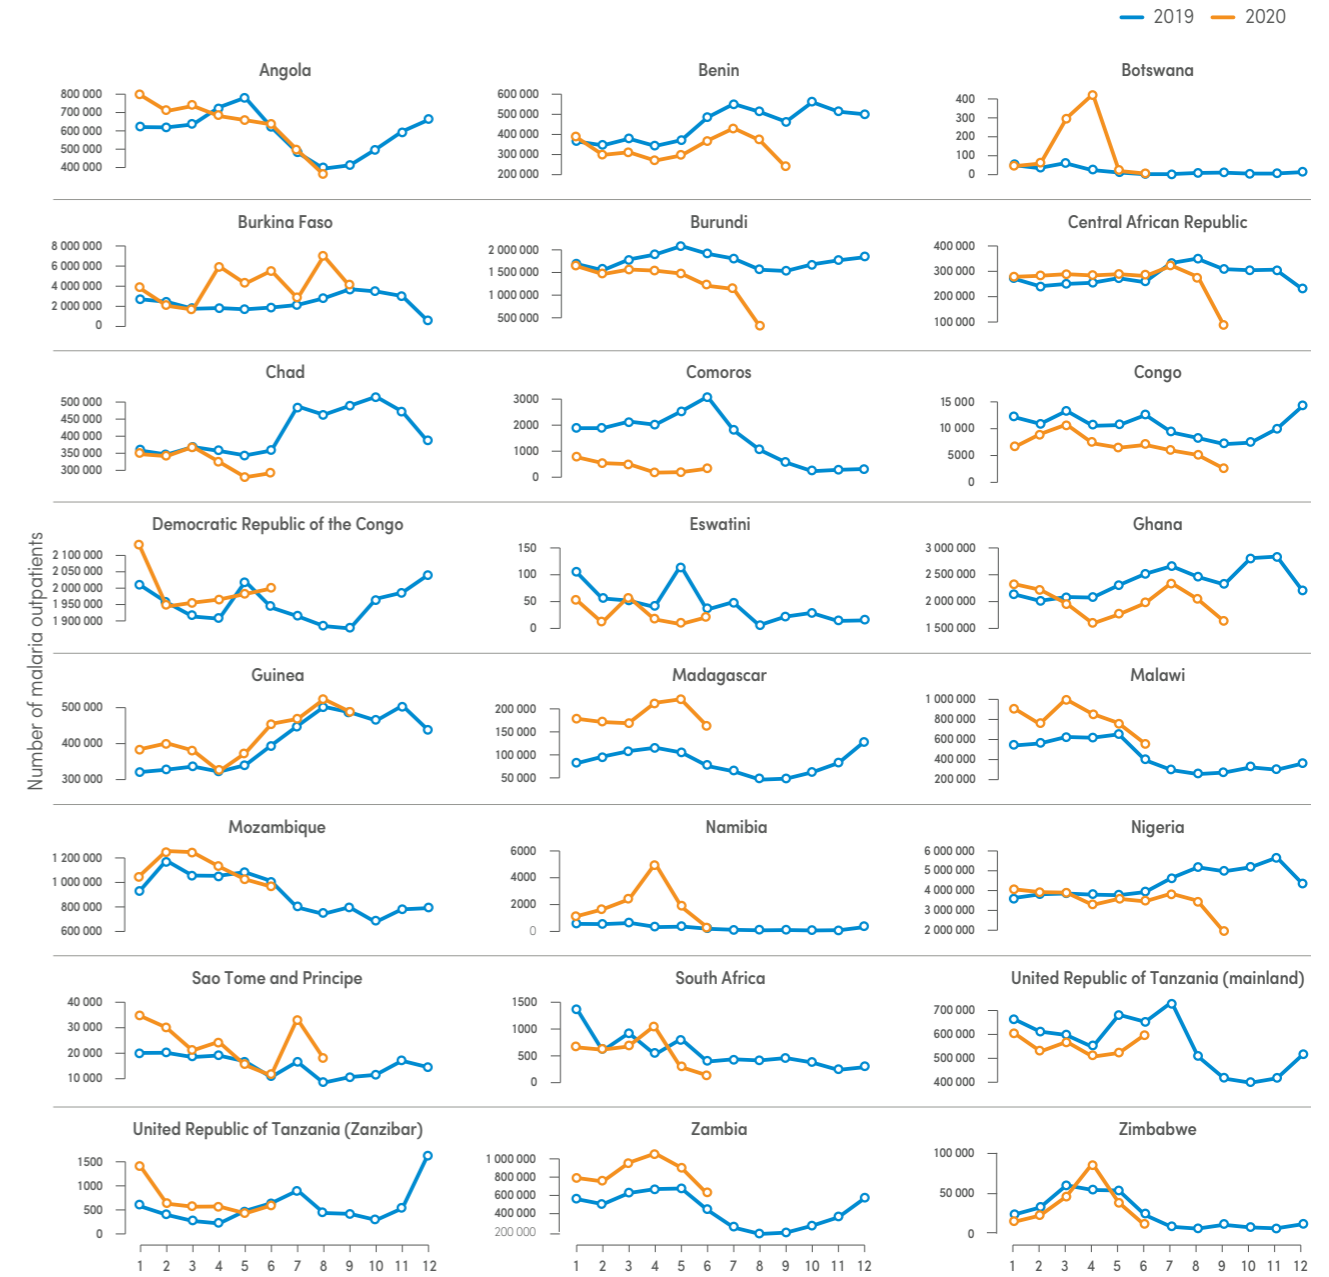 2019 2020
Number of malaria outpatients
Angola
800 000
700 000
600 000
500 000
400 000
Benin
600 000
500 000
400 000
300 000
200 000
Botswana
400
300
200
100
0
Burkina Faso
8 000 000
6 000 000
4 000 000
2 000 000
0
Burundi
2 000 000
1 500 000
1 000 000
500 000
Central African Republic
400 000
300 000
200 000
100 000
Chad
500 000
450 000
400 000
350 000
300 000
Comoros
3000
2000
1000
0
Congo
15 000
10 000
5000
0
Democratic Republic of the Congo
2 100 000
2 050 000
2 000 000
1 950 000
1 900 000
Eswatini
150
100
50
0
Ghana
3 000 000
2 500 000
2 000 000
1 500 000
Guinea
500 000
400 000
300 000
Madagascar
200 000
150 000
100 000
50 000
Malawi
1 000 000
800 000
600 000
400 000
200 000
Mozambique
1 200 000
1 000 000
800 000
600 000
Namibia
6000
4000
2000
0
Nigeria
6 000 000
5 000 000
4 000 000
3 000 000
2 000 000
Sao Tome and Principe
40 000
30 000
20 000
10 000
South Africa
1500
1000
500
0
United Republic of Tanzania (mainland)
700 000
600 000
500 000
400 000
United Republic of Tanzania (Zanzibar)
1500
1000
500
0
1 2 3 4 5 6 7 8 9 10 11 12
Zambia
1 000 000
800 000
600 000
400 000
200 000
1 2 3 4 5 6 7 8 9 10 11 12
Zimbabwe
100 000
50 000
0
1 2 3 4 5 6 7 8 9 10 11 12